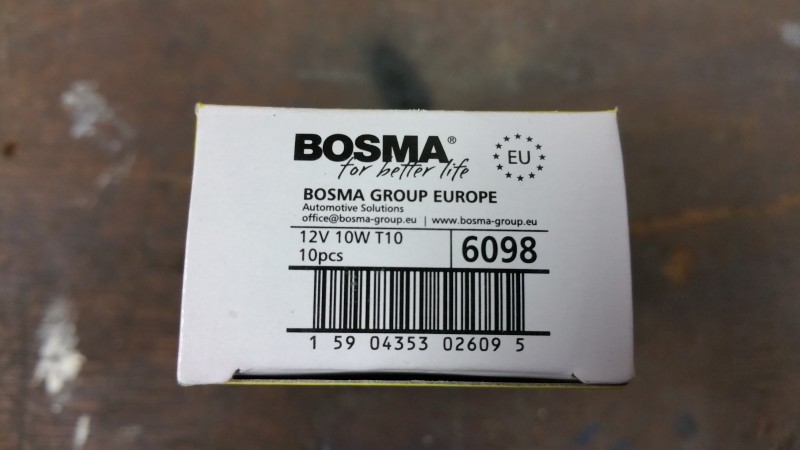 BOSMA®
for better life
EU
BOSMA GROUP EUROPE
Automotive Solutions
office@bosma-group.eu | www.bosma-group.eu
12V 10W T10
10pcs
6098
1 59 04353 02609 5